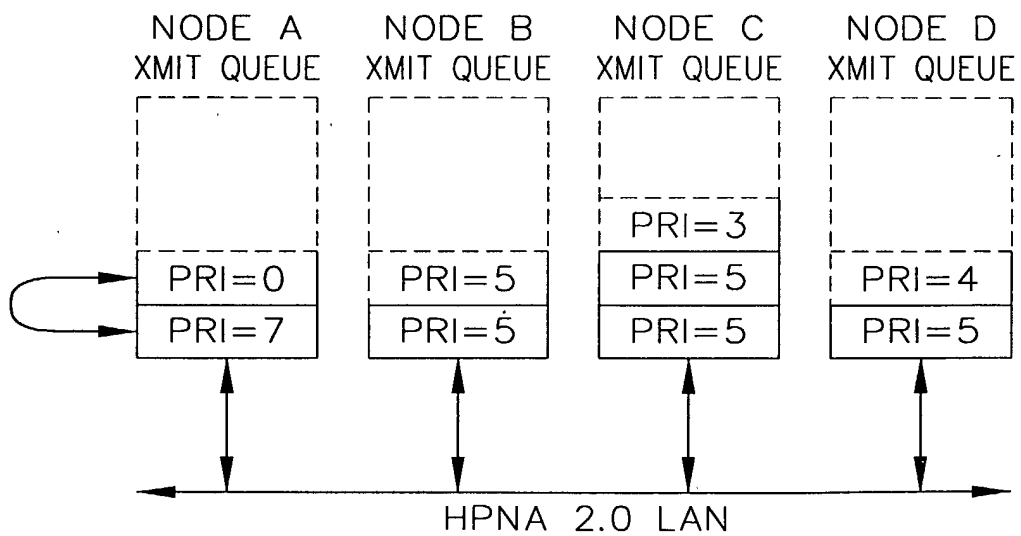 NODE A NODE B NODE C NODE D
XMIT QUEUE XMIT QUEUE XMIT QUEUE XMIT QUEUE
PRI=3
PRI=0 PRI=5 PRI=5 PRI=4
PRI=7 PRI=5 PRI=5 PRI=5
HPNA 2.0 LAN